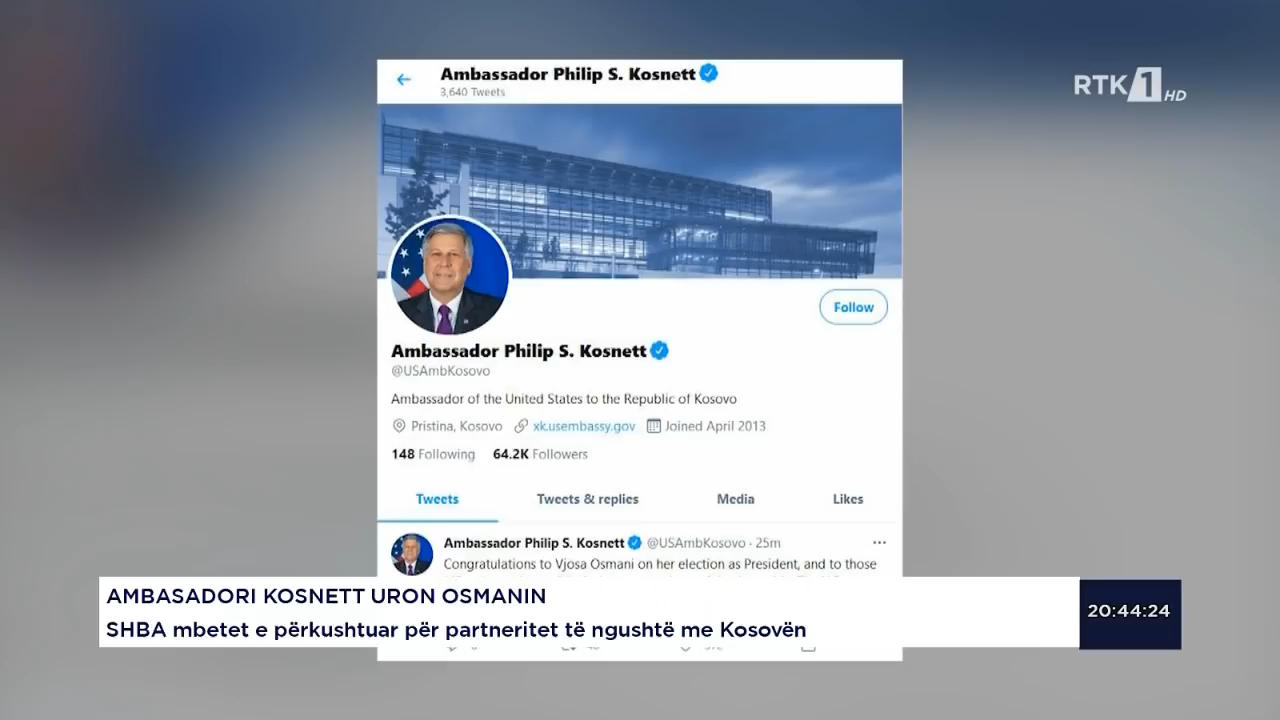 Ambassador Philip S. Kosnett
3,640 Tweets
RTK 1 HD
Follow
Ambassador Philip S. Kosnett
@USAmbKosovo
Ambassador of the United States to the Republic of Kosovo
Pristina, Kosovo xk.usembassy.gov Joined April 2013
148 Following 64.2K Followers
Tweets Tweets & replies Media Likes
Ambassador Philip S. Kosnett @USAmbKosovo · 25m
Congratulations to Vjosa Osmani on her election as President, and to those
AMBASADORI KOSNETT URON OSMANIN
SHBA mbetet e përkushtuar për partneritet të ngushtë me Kosovën
20:44:24